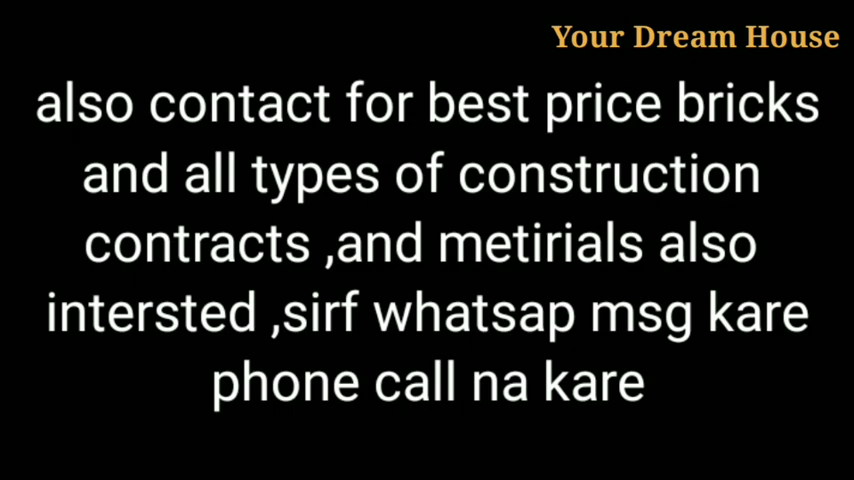 Your Dream House
also contact for best price bricks
and all types of construction
contracts ,and metirials also
intersted ,sirf whatsap msg kare
phone call na kare